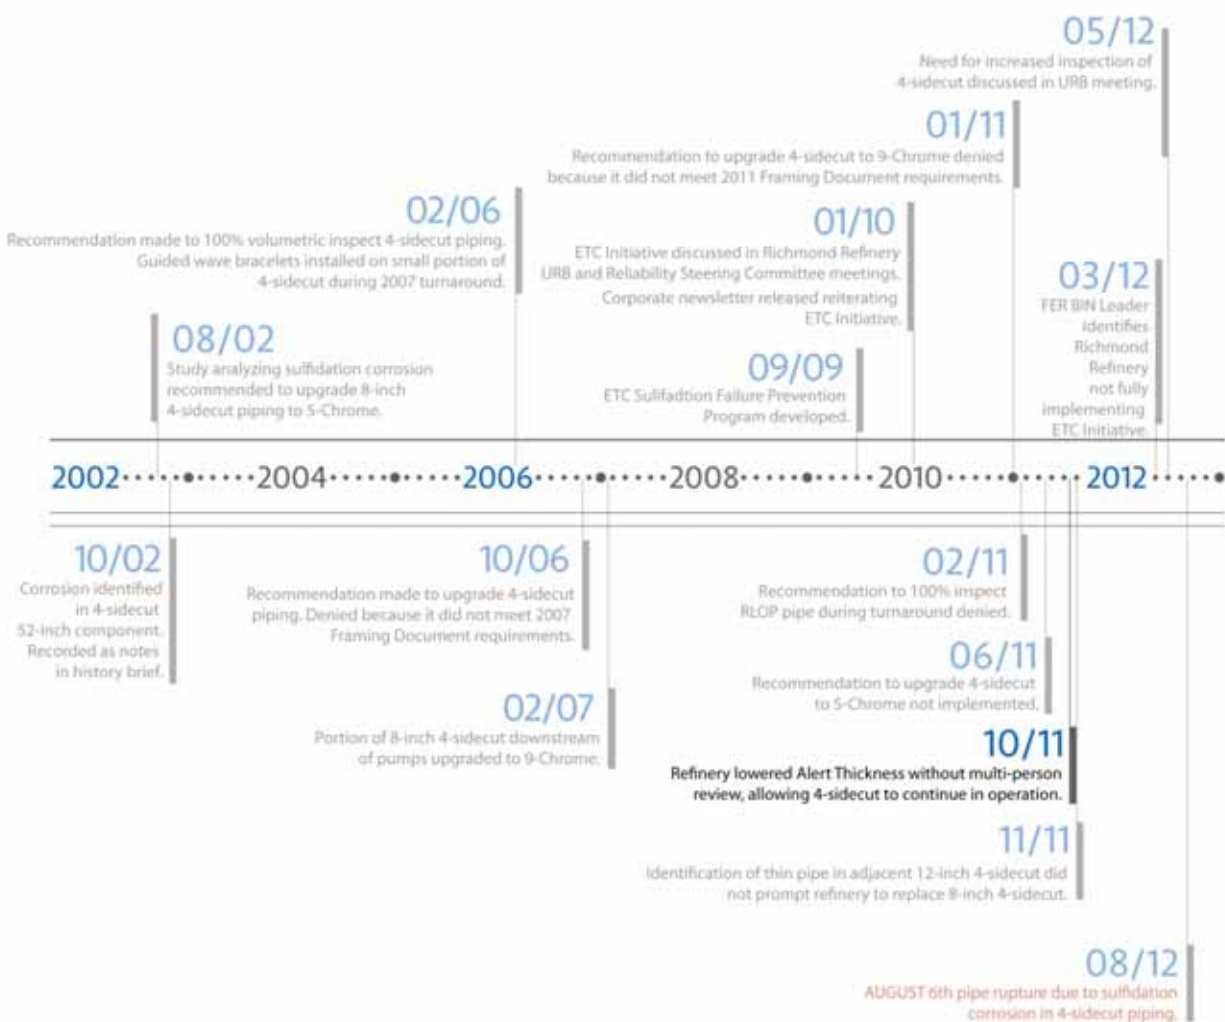 05/12
Need for increased inspection of
4-sidecut discussed in URB meeting.
01/11
Recommendation to upgrade 4-sidecut to 9-Chrome denied
because it did not meet 2011 Framing Document requirements.
02/06
Recommendation made to 100% volumetric inspect 4-sidecut piping.
Guided wave bracelets installed on small portion of
4-sidecut during 2007 turnaround.
01/10
ETC Initiative discussed in Richmond Refinery
URB and Reliability Steering Committee meetings.
Corporate newsletter released reiterating
ETC Initiative.
03/12
FER BIN Leader
identifies
Richmond
Refinery
not fully
implementing
ETC Initiative.
08/02
Study analyzing sulfidation corrosion
recommended to upgrade 8-inch
4-sidecut piping to 5-Chrome.
09/09
ETC Sulifadtion Failure Prevention
Program developed.
2002 2004 2006 2008 2010 2012
10/02
Corrosion identified
in 4-sidecut
52-inch component.
Recorded as notes
in history brief.
10/06
Recommendation made to upgrade 4-sidecut
piping. Denied because it did not meet 2007
Framing Document requirements.
02/07
Portion of 8-inch 4-sidecut downstream
of pumps upgraded to 9-Chrome.
02/11
Recommendation to 100% inspect
RLOP pipe during turnaround denied.
06/11
Recommendation to upgrade 4-sidecut
to 5-Chrome not implemented.
10/11
Refinery lowered Alert Thickness without multi-person
review, allowing 4-sidecut to continue in operation.
11/11
Identification of thin pipe in adjacent 12-inch 4-sidecut did
not prompt refinery to replace 8-inch 4-sidecut.
08/12
AUGUST 6th pipe rupture due to sulfidation
corrosion in 4-sidecut piping.